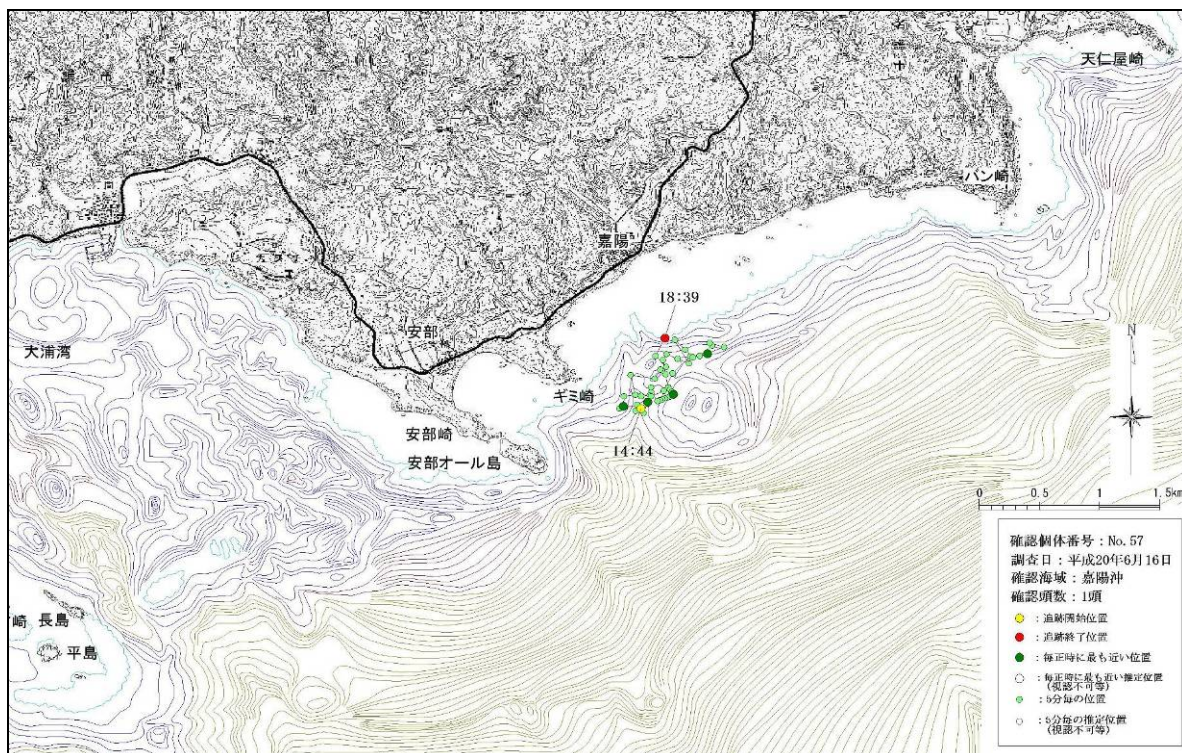 天仁屋崎
バン崎
嘉陽
18:39
安部
大浦湾
ギミ崎
安部崎
14:44
安部オール島
N
0 0.5 1 1.5km
長島
崎
平島
確認個体番号:No.57
調査日:平成20年6月16日
確認海域:嘉陽沖
確認頭数:1頭
:追跡開始位置
:追跡終了位置
:毎正時に最も近い位置
:毎正時に最も近い推定位置
(視認不可等)
:5分毎の位置
:5分毎の推定位置
(視認不可等)